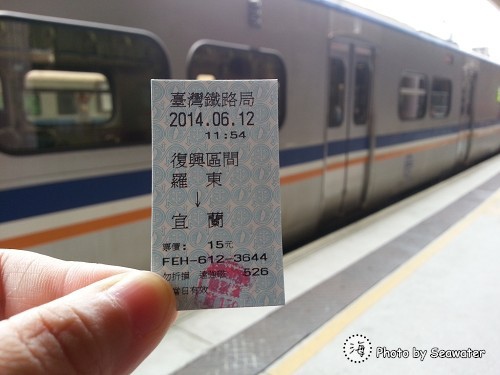 臺灣鐵路局
2014.06.12
11:54
復興區間
羅 東
↓
宜 蘭
票價: 15元
FEH-612-3644
勿折損 526
當日有效
海 Photo by Seawater